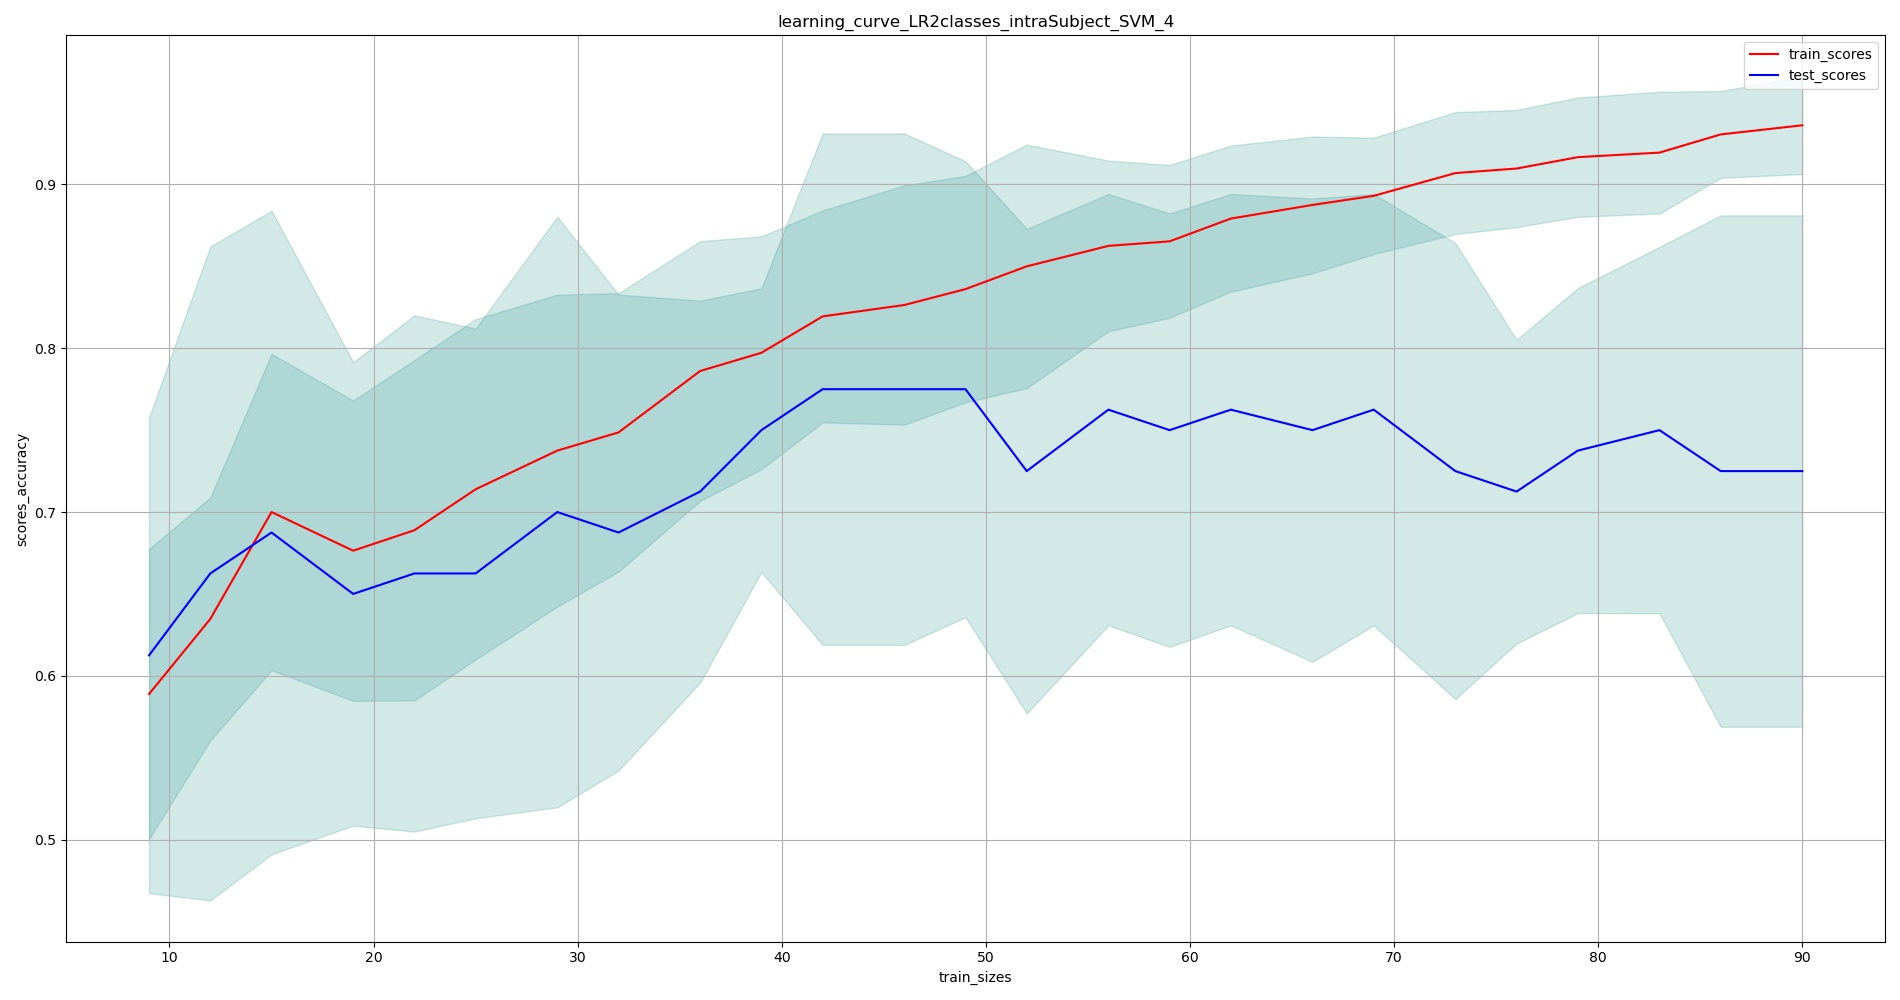 learning_curve_LR2classes_intraSubject_SVM_4
train_scores
test_scores
scores_accuracy
0.9
0.8
0.7
0.6
0.5
10 20 30 40 50 60 70 80 90
train_sizes